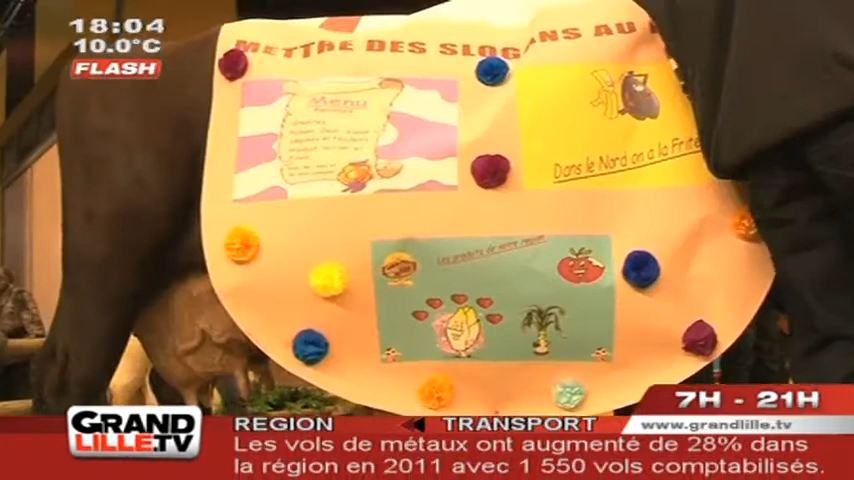 18:04
10.0°C
FLASH
METTRE DES SLOG
ANS AU
Menu
Dans le Nord on a la Frite
Les produits de notre région
7H - 21H
www.grandlille.tv
GRAND
LILLE.TV
REGION
TRANSPORT
Les vols de métaux ont augmenté de 28% dans
la région en 2011 avec 1 550 vols comptabilisés.